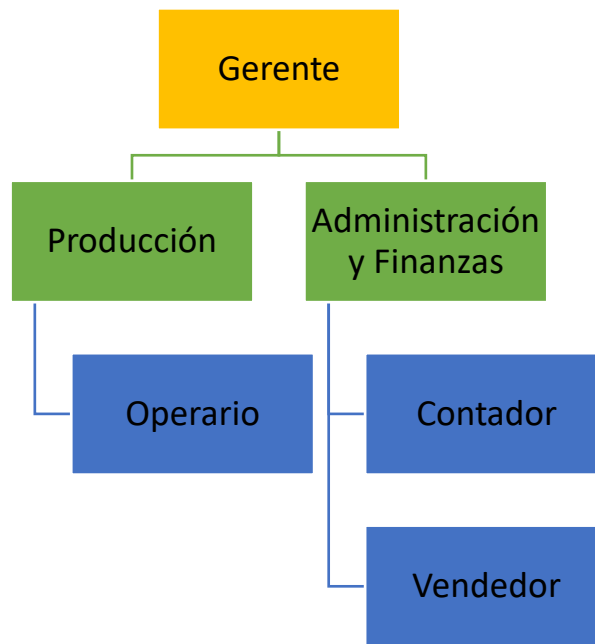 Gerente
Producción
Administración
y Finanzas
Operario
Contador
Vendedor